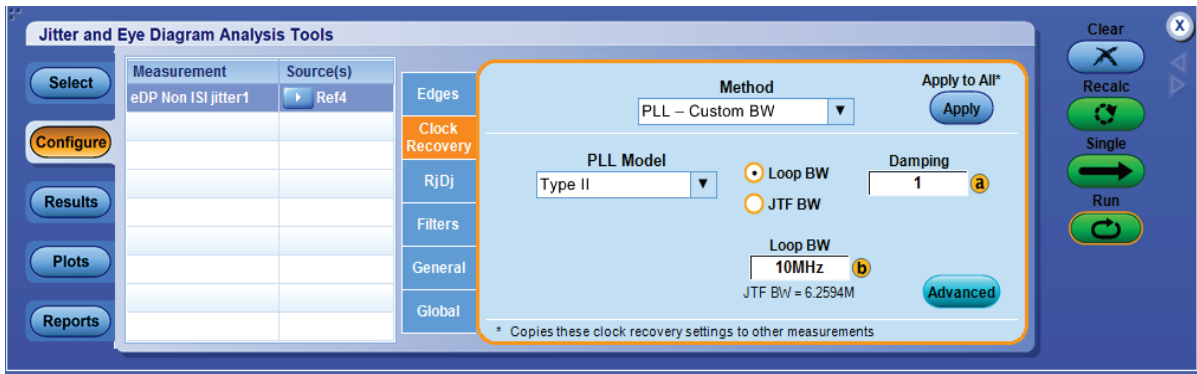 Jitter and Eye Diagram Analysis Tools
Clear
X
Select
Measurement Source(s)
eDP Non ISI jitter1 Ref4
Configure
Results
Plots
Reports
Edges
Clock
Recovery
RjDj
Filters
General
Global
Method
PLL – Custom BW
Apply to All*
Apply
PLL Model
Type II
Loop BW
JTF BW
Damping
1
a
Loop BW
10MHz
b
JTF BW = 6.2594M
Advanced
* Copies these clock recovery settings to other measurements
Recalc
Single
Run